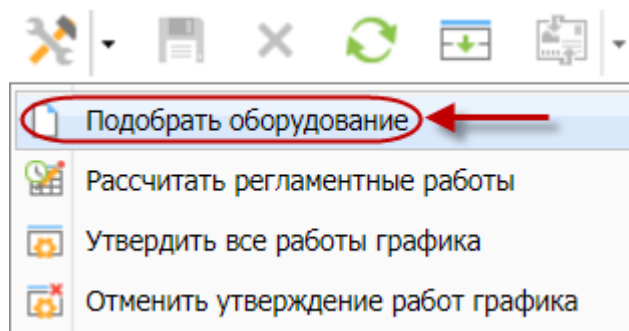 Подобрать оборудование
Рассчитать регламентные работы
Утвердить все работы графика
Отменить утверждение работ графика